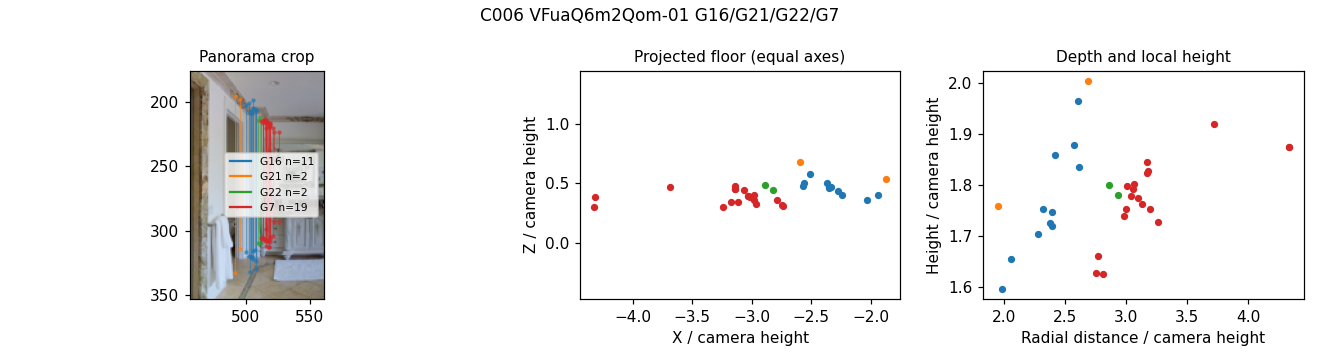 C006 VFuaQ6m2Qom-01 G16/G21/G22/G7
Panorama crop
200
250
300
350
500
550
G16 n=11
G21 n=2
G22 n=2
G7 n=19
Projected floor (equal axes)
Z / camera height
1.0
0.5
0.0
−4.0
−3.5
−3.0
−2.5
−2.0
X / camera height
Depth and local height
Height / camera height
2.0
1.9
1.8
1.7
1.6
2.0
2.5
3.0
3.5
4.0
Radial distance / camera height